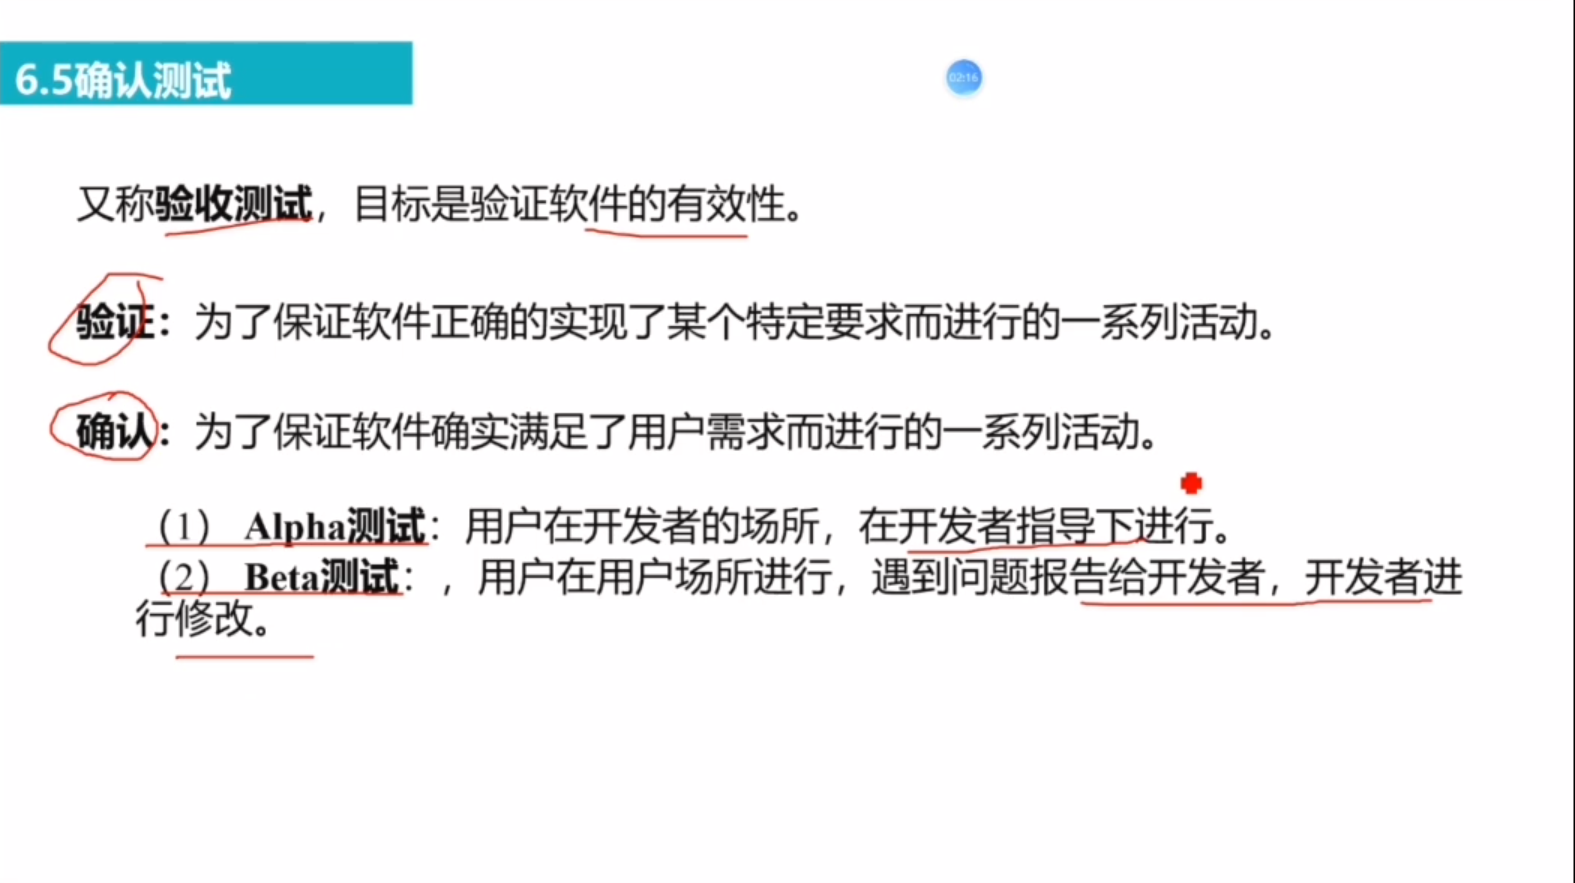 6.5确认测试
02:16
又称验收测试，目标是验证软件的有效性。
验证：为了保证软件正确的实现了某个特定要求而进行的一系列活动。
确认：为了保证软件确实满足了用户需求而进行的一系列活动。
（1） Alpha测试：用户在开发者的场所，在开发者指导下进行。
（2） Beta测试：，用户在用户场所进行，遇到问题报告给开发者，开发者进
行修改。